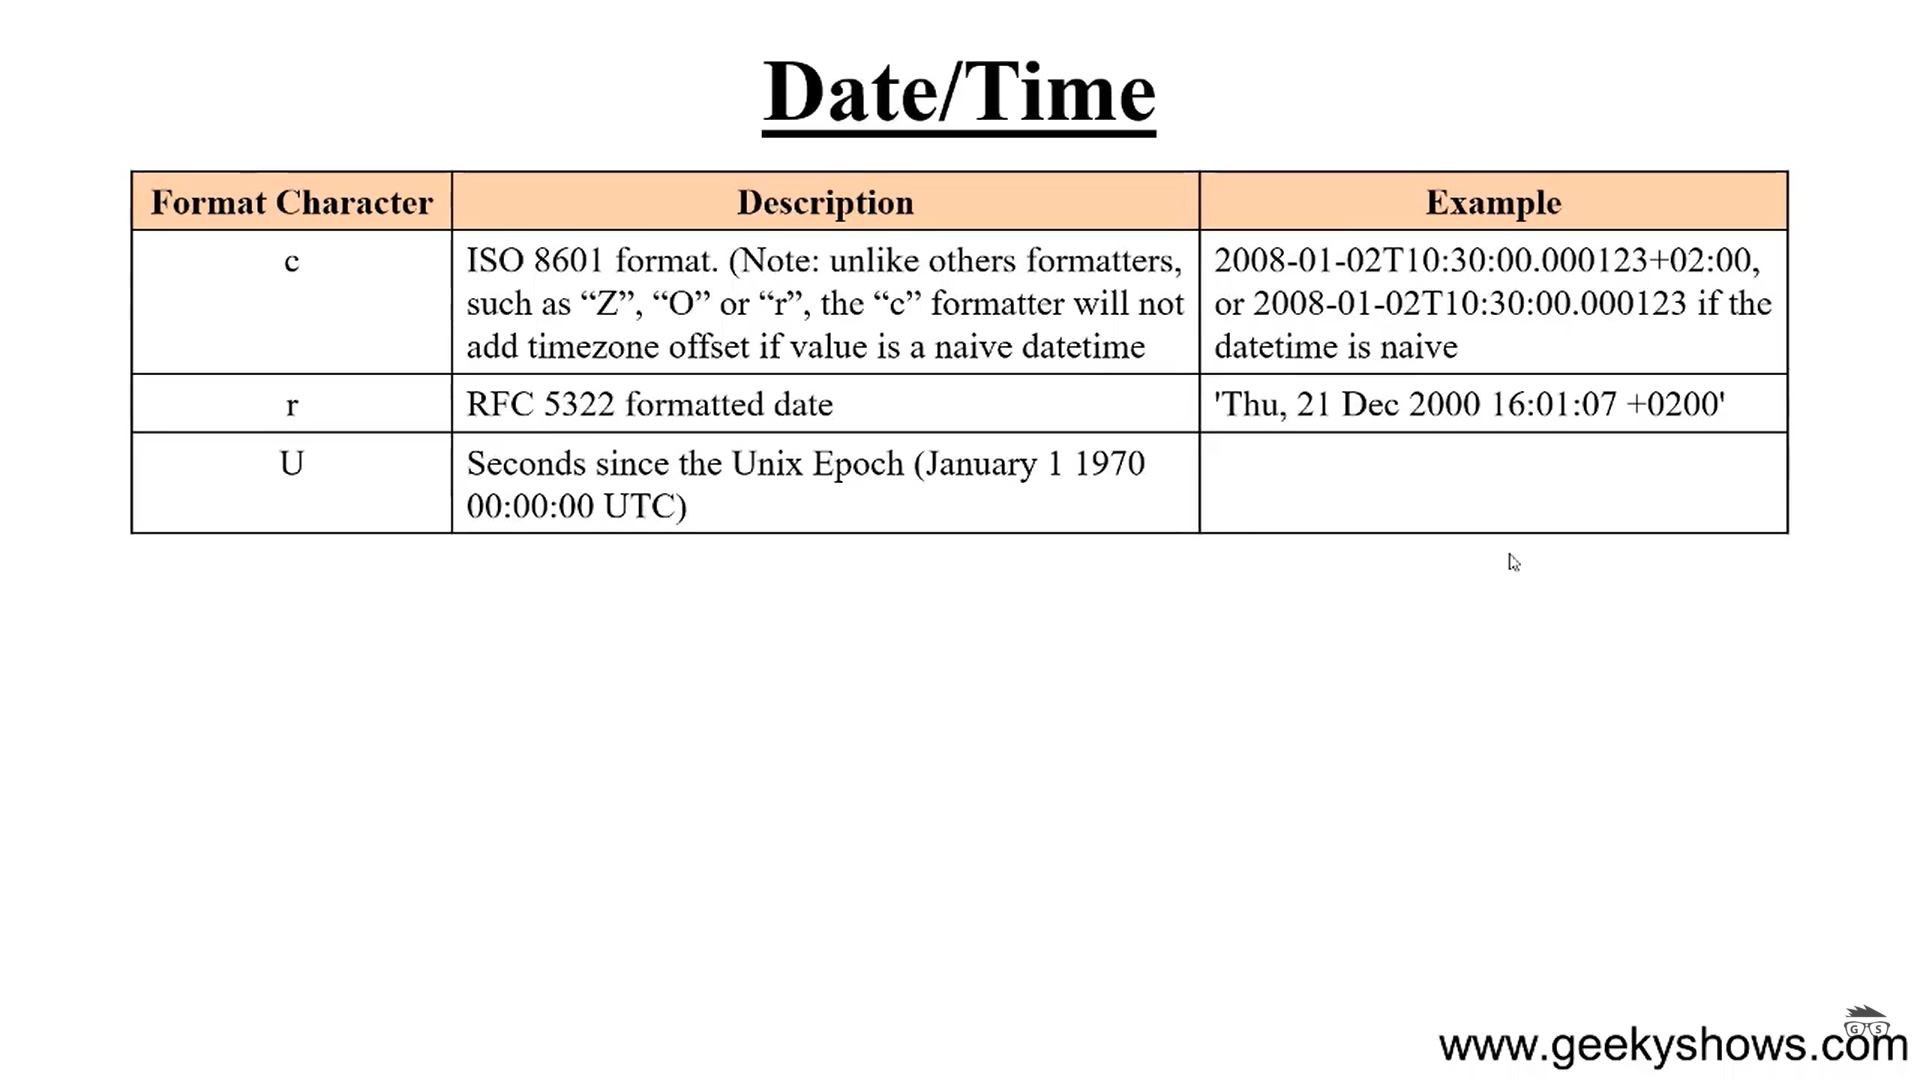 Date/Time
Format Character
Description
Example
c
ISO 8601 format. (Note: unlike others formatters,
such as “Z”, “O” or “r”, the “c” formatter will not
add timezone offset if value is a naive datetime
2008-01-02T10:30:00.000123+02:00,
or 2008-01-02T10:30:00.000123 if the
datetime is naive
r
RFC 5322 formatted date
'Thu, 21 Dec 2000 16:01:07 +0200'
U
Seconds since the Unix Epoch (January 1 1970
00:00:00 UTC)
G S
www.geekyshows.com